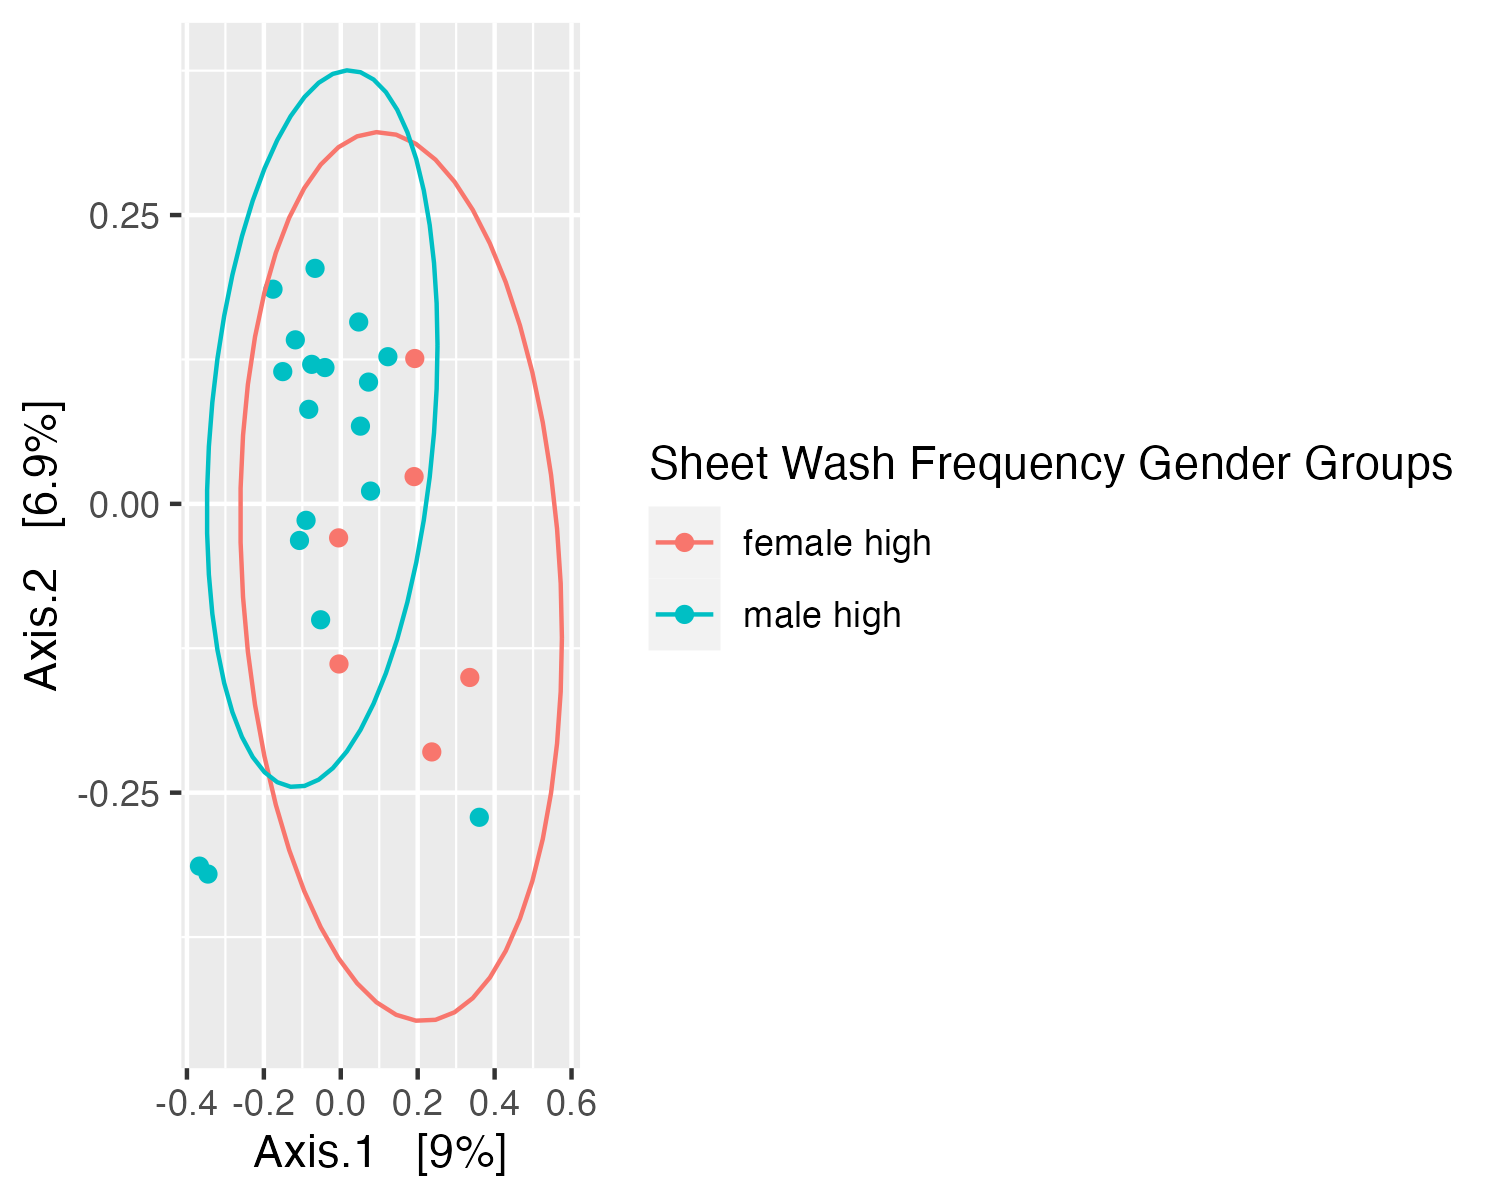 0.25
0.00
-0.25
Axis.2 [6.9%]
-0.4 -0.2 0.0 0.2 0.4 0.6
Axis.1 [9%]
Sheet Wash Frequency Gender Groups
female high
male high